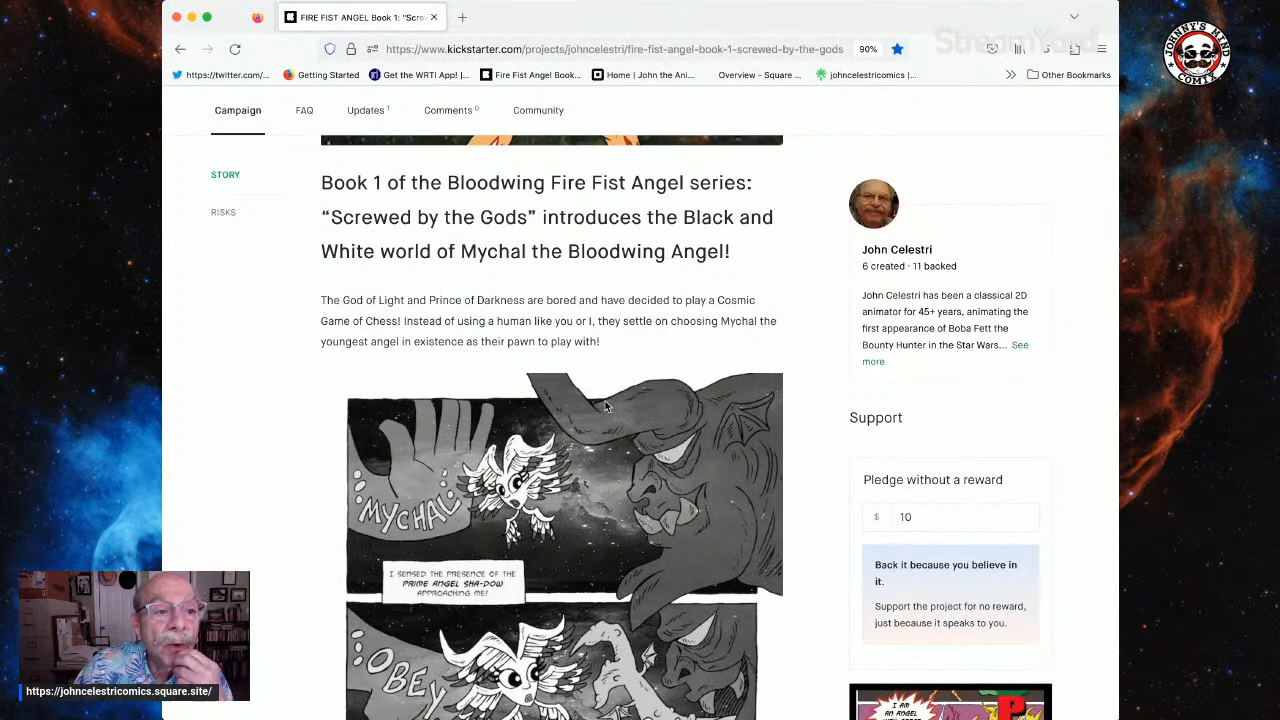 FIRE FIST ANGEL Book 1: "Scre
StreamYard
https://www.kickstarter.com/projects/johncelestri/fire-fist-angel-book-1-screwed-by-the-gods
90%
https://twitter.com/...
Getting Started
Get the WRTI App! |...
Fire Fist Angel Book...
Home | John the Ani...
Overview - Square ...
johncelestricomics |...
Other Bookmarks
JOHNNY'S MIND
COMIX
Campaign
FAQ
Updates 1
Comments 0
Community
STORY
RISKS
Book 1 of the Bloodwing Fire Fist Angel series:
“Screwed by the Gods” introduces the Black and
White world of Mychal the Bloodwing Angel!
The God of Light and Prince of Darkness are bored and have decided to play a Cosmic
Game of Chess! Instead of using a human like you or I, they settle on choosing Mychal the
youngest angel in existence as their pawn to play with!
MYCHAL
I SENSED THE PRESENCE OF THE
PRIME ANGEL SHA-DOW
APPROACHING ME!
OBEY
John Celestri
6 created · 11 backed
John Celestri has been a classical 2D
animator for 45+ years, animating the
first appearance of Boba Fett the
Bounty Hunter in the Star Wars... See
more
Support
Pledge without a reward
$ 10
Back it because you believe in
it.
Support the project for no reward,
just because it speaks to you.
I AM
AN ANGEL
P
https://johncelestricomics.square.site/